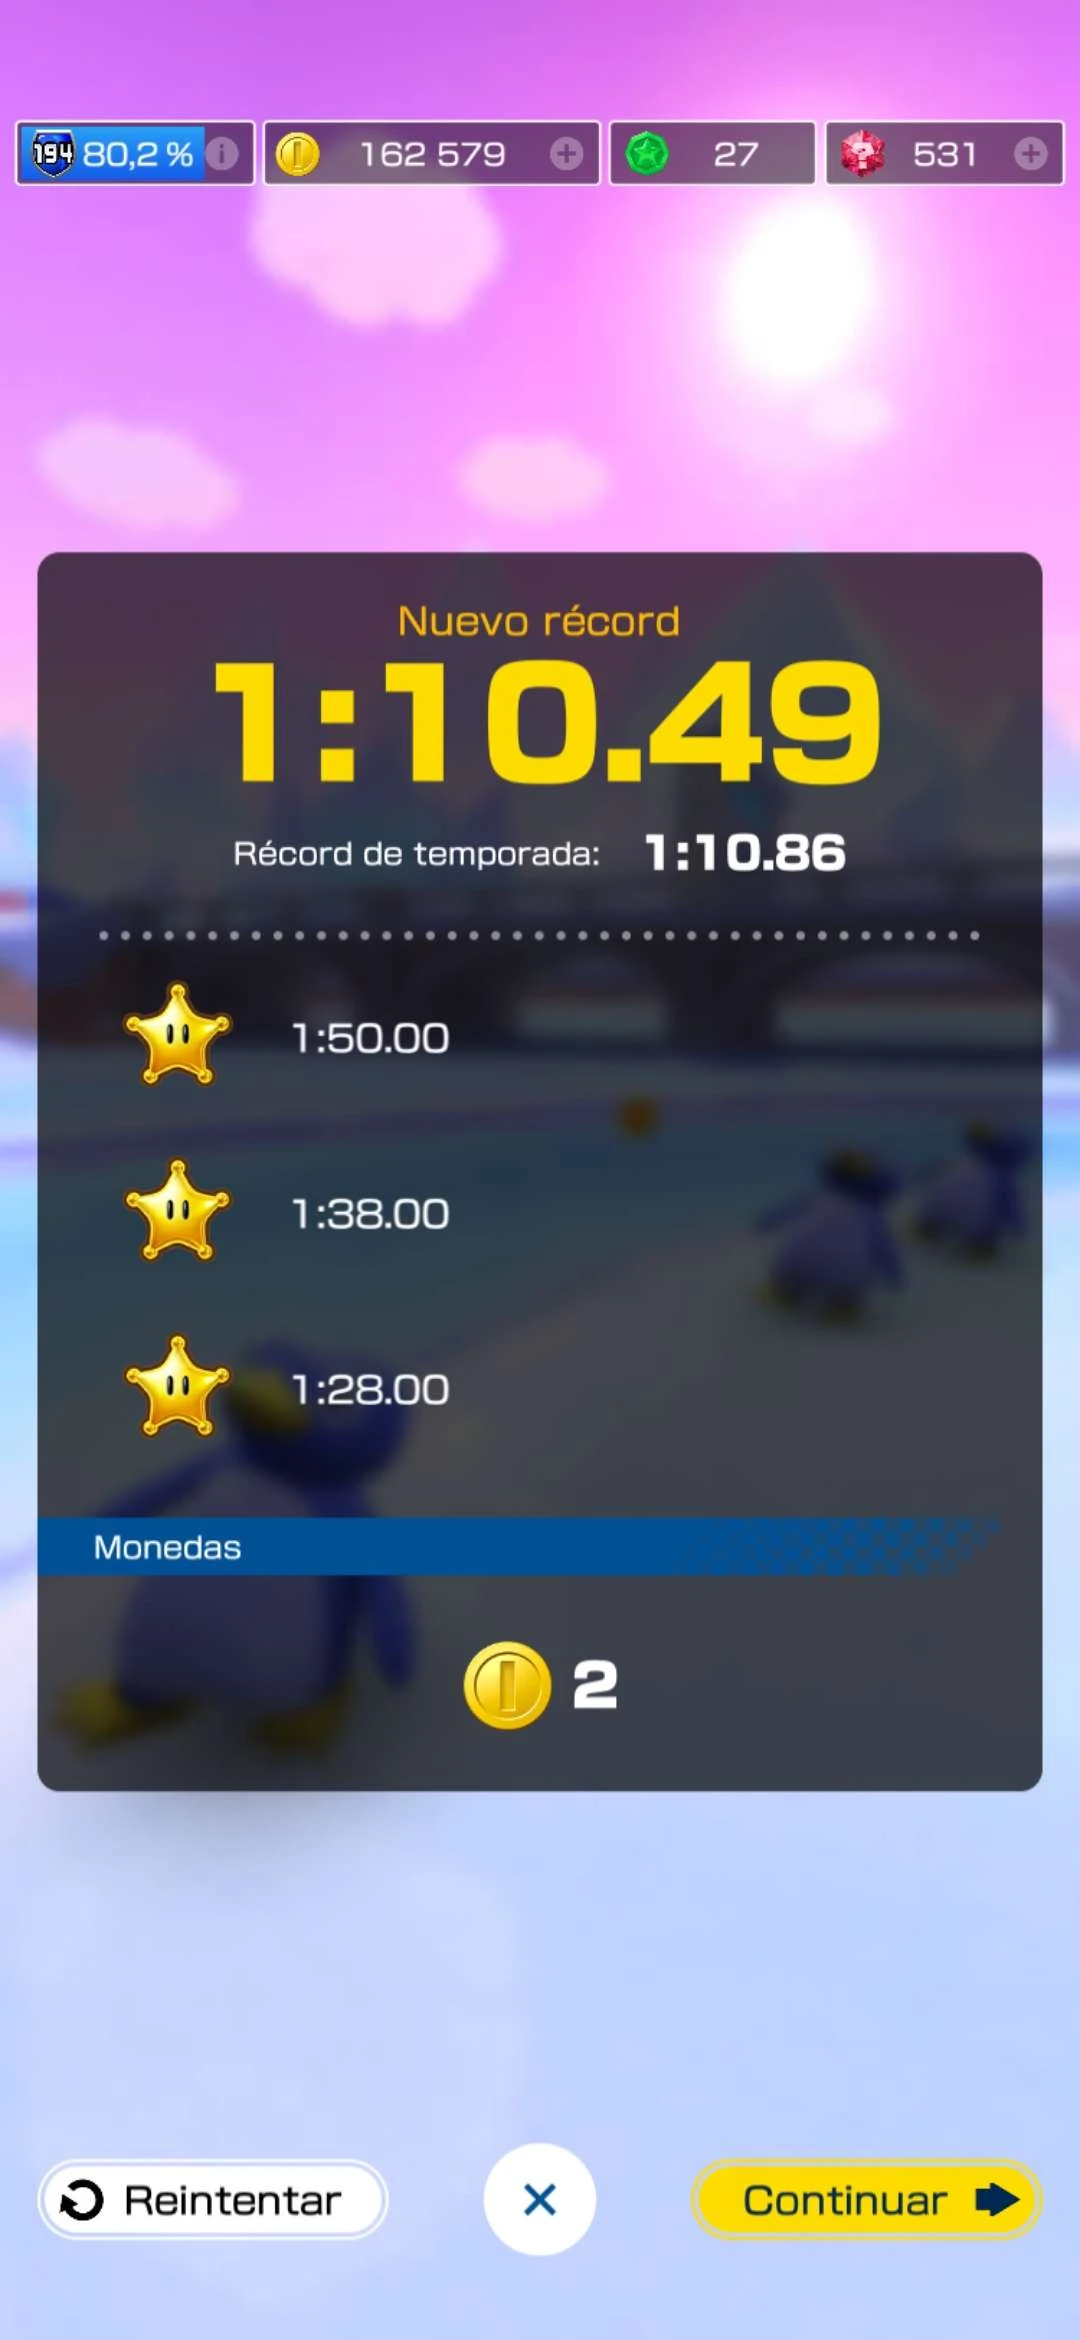 194 80,2 % i 162 579 + 27 531 +
Nuevo récord
1:10.49
Récord de temporada: 1:10.86
1:50.00
1:38.00
1:28.00
Monedas
2
Reintentar × Continuar